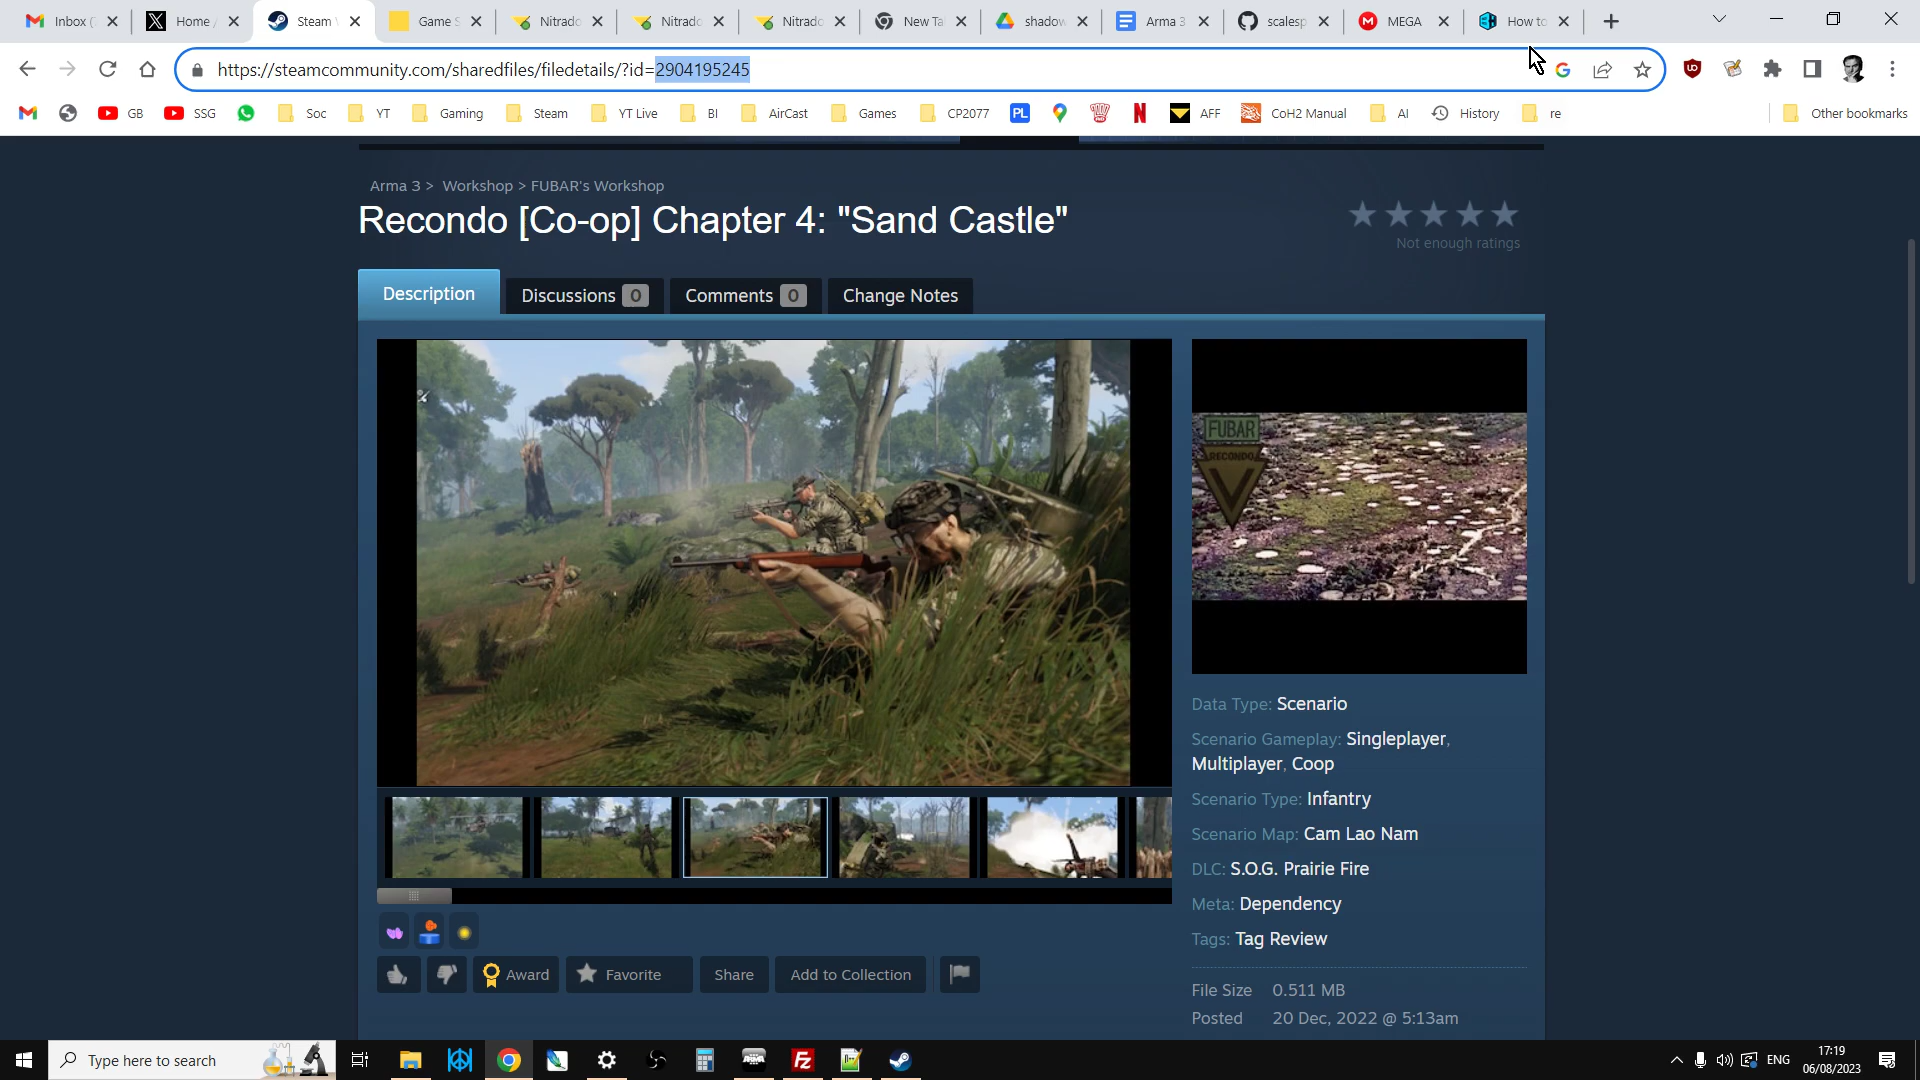 Inbox (
Home /
Steam
Game S
Nitrado
Nitrado
Nitrado
New Ta
shadow
Arma 3
scalesp
MEGA
How to
https://steamcommunity.com/sharedfiles/filedetails/?id=2904195245
GB
SSG
Soc
YT
Gaming
Steam
YT Live
BI
AirCast
Games
CP2077
PL
AFF
CoH2 Manual
AI
History
re
Other bookmarks
Arma 3 > Workshop > FUBAR's Workshop
Recondo [Co-op] Chapter 4: "Sand Castle"
Not enough ratings
Description
Discussions 0
Comments 0
Change Notes
FUBAR
RECONDO
Data Type: Scenario
Scenario Gameplay: Singleplayer,
Multiplayer, Coop
Scenario Type: Infantry
Scenario Map: Cam Lao Nam
DLC: S.O.G. Prairie Fire
Meta: Dependency
Tags: Tag Review
Award
Favorite
Share
Add to Collection
File Size 0.511 MB
Posted 20 Dec, 2022 @ 5:13am
Type here to search
ENG
17:19
06/08/2023